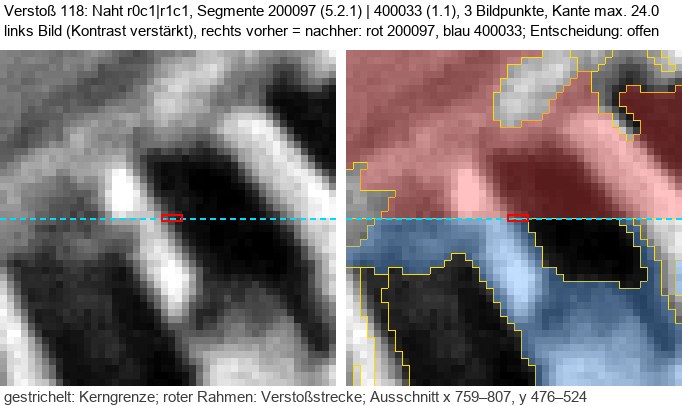 Verstoß 118: Naht r0c1|r1c1, Segmente 200097 (5.2.1) | 400033 (1.1), 3 Bildpunkte, Kante max. 24.0
links Bild (Kontrast verstärkt), rechts vorher = nachher: rot 200097, blau 400033; Entscheidung: offen
gestrichelt: Kerngrenze; roter Rahmen: Verstoßstrecke; Ausschnitt x 759–807, y 476–524